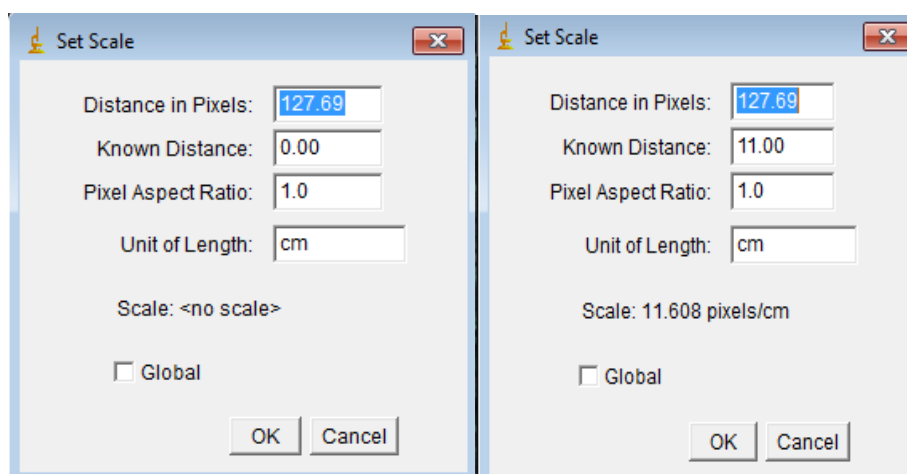 Set Scale
Distance in Pixels: 127.69
Known Distance: 0.00
Pixel Aspect Ratio: 1.0
Unit of Length: cm
Scale: <no scale>
Global
OK Cancel
Set Scale
Distance in Pixels: 127.69
Known Distance: 11.00
Pixel Aspect Ratio: 1.0
Unit of Length: cm
Scale: 11.608 pixels/cm
Global
OK Cancel